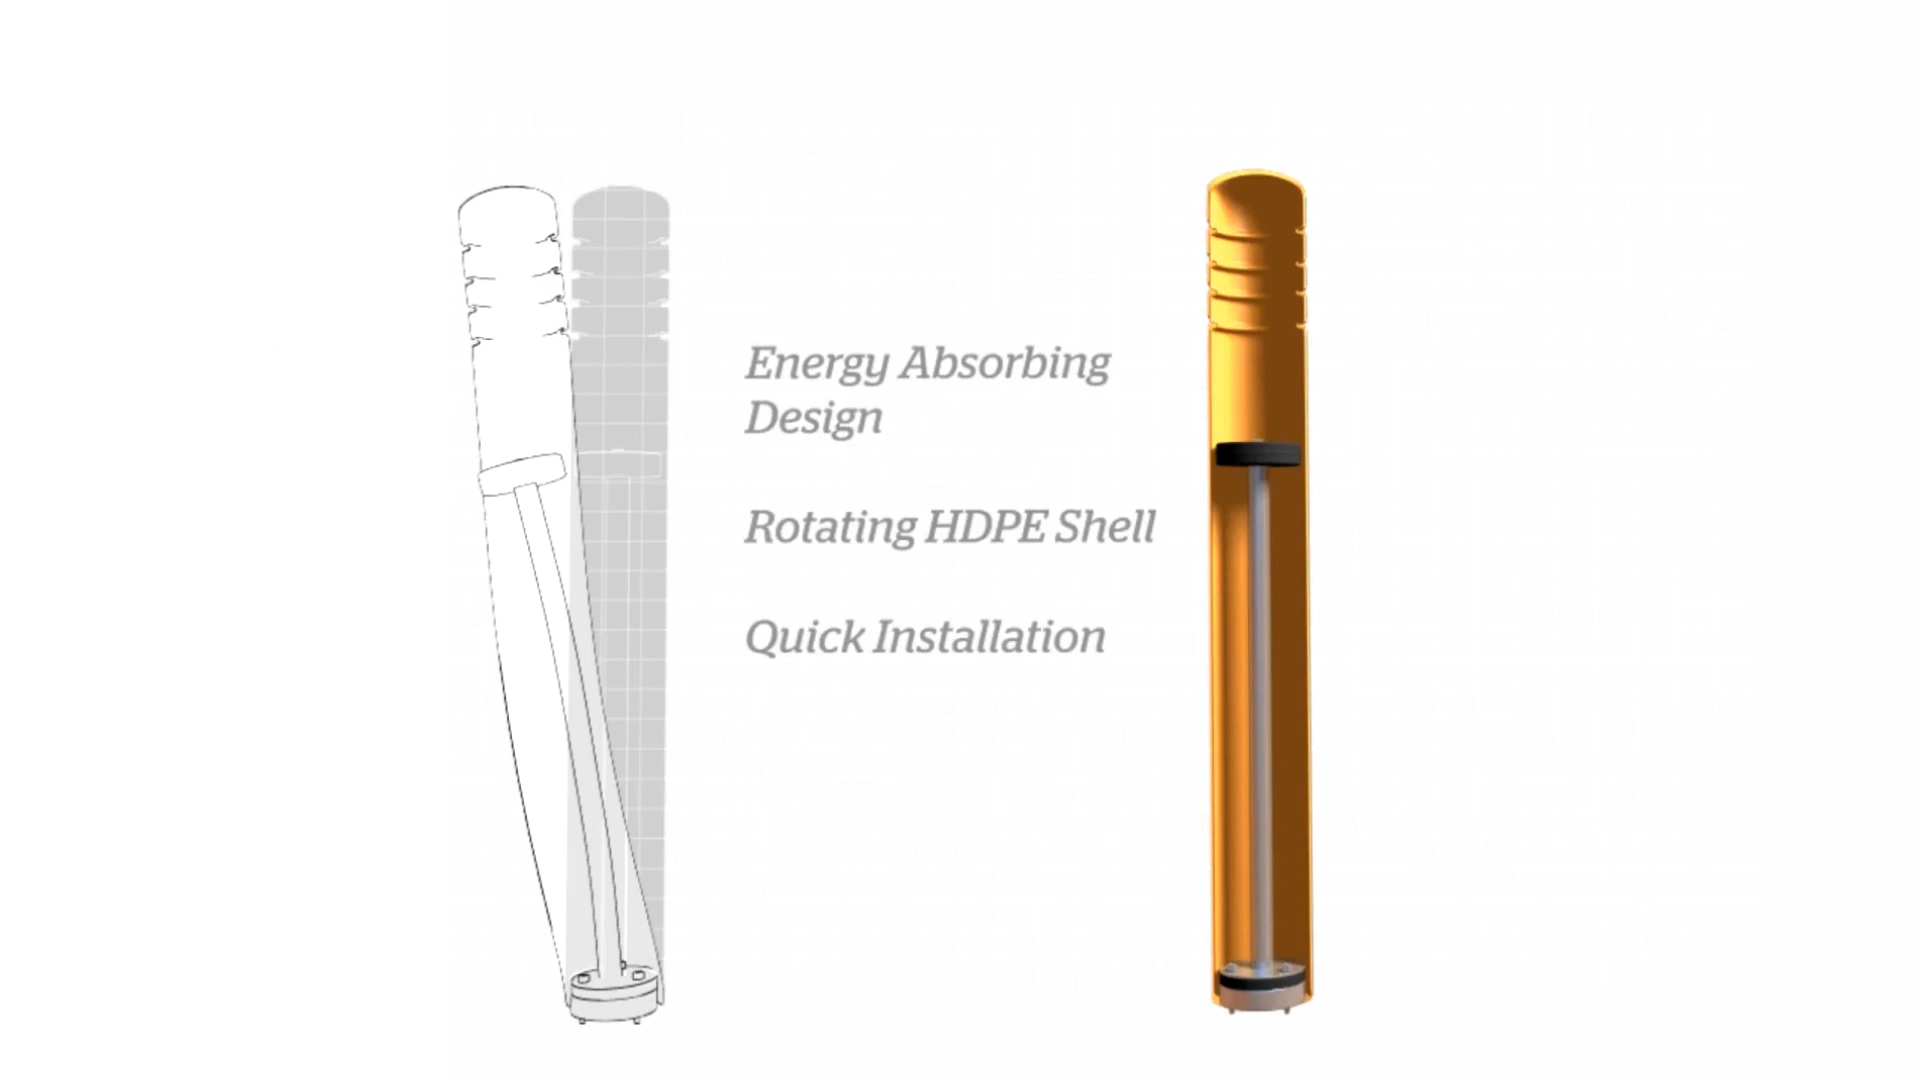 Energy Absorbing
Design
Rotating HDPE Shell
Quick Installation